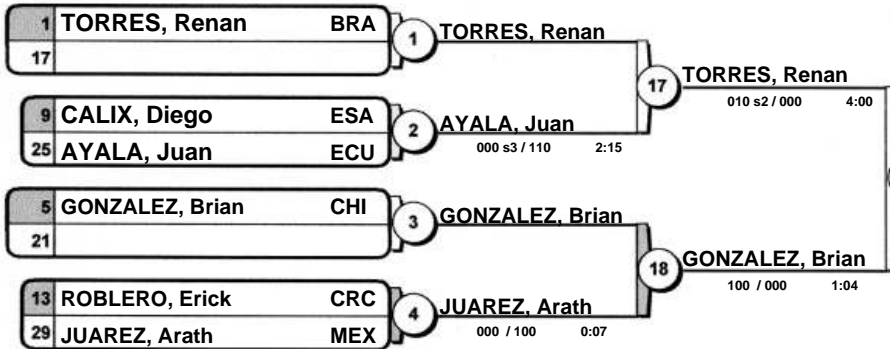 1 TORRES, Renan BRA
17
1
TORRES, Renan
9 CALIX, Diego ESA
25 AYALA, Juan ECU
2
AYALA, Juan
000 s3 / 110 2:15
17
TORRES, Renan
010 s2 / 000 4:00
5 GONZALEZ, Brian CHI
21
3
GONZALEZ, Brian
13 ROBLERO, Erick CRC
29 JUAREZ, Arath MEX
4
JUAREZ, Arath
000 / 100 0:07
18
GONZALEZ, Brian
100 / 000 1:04